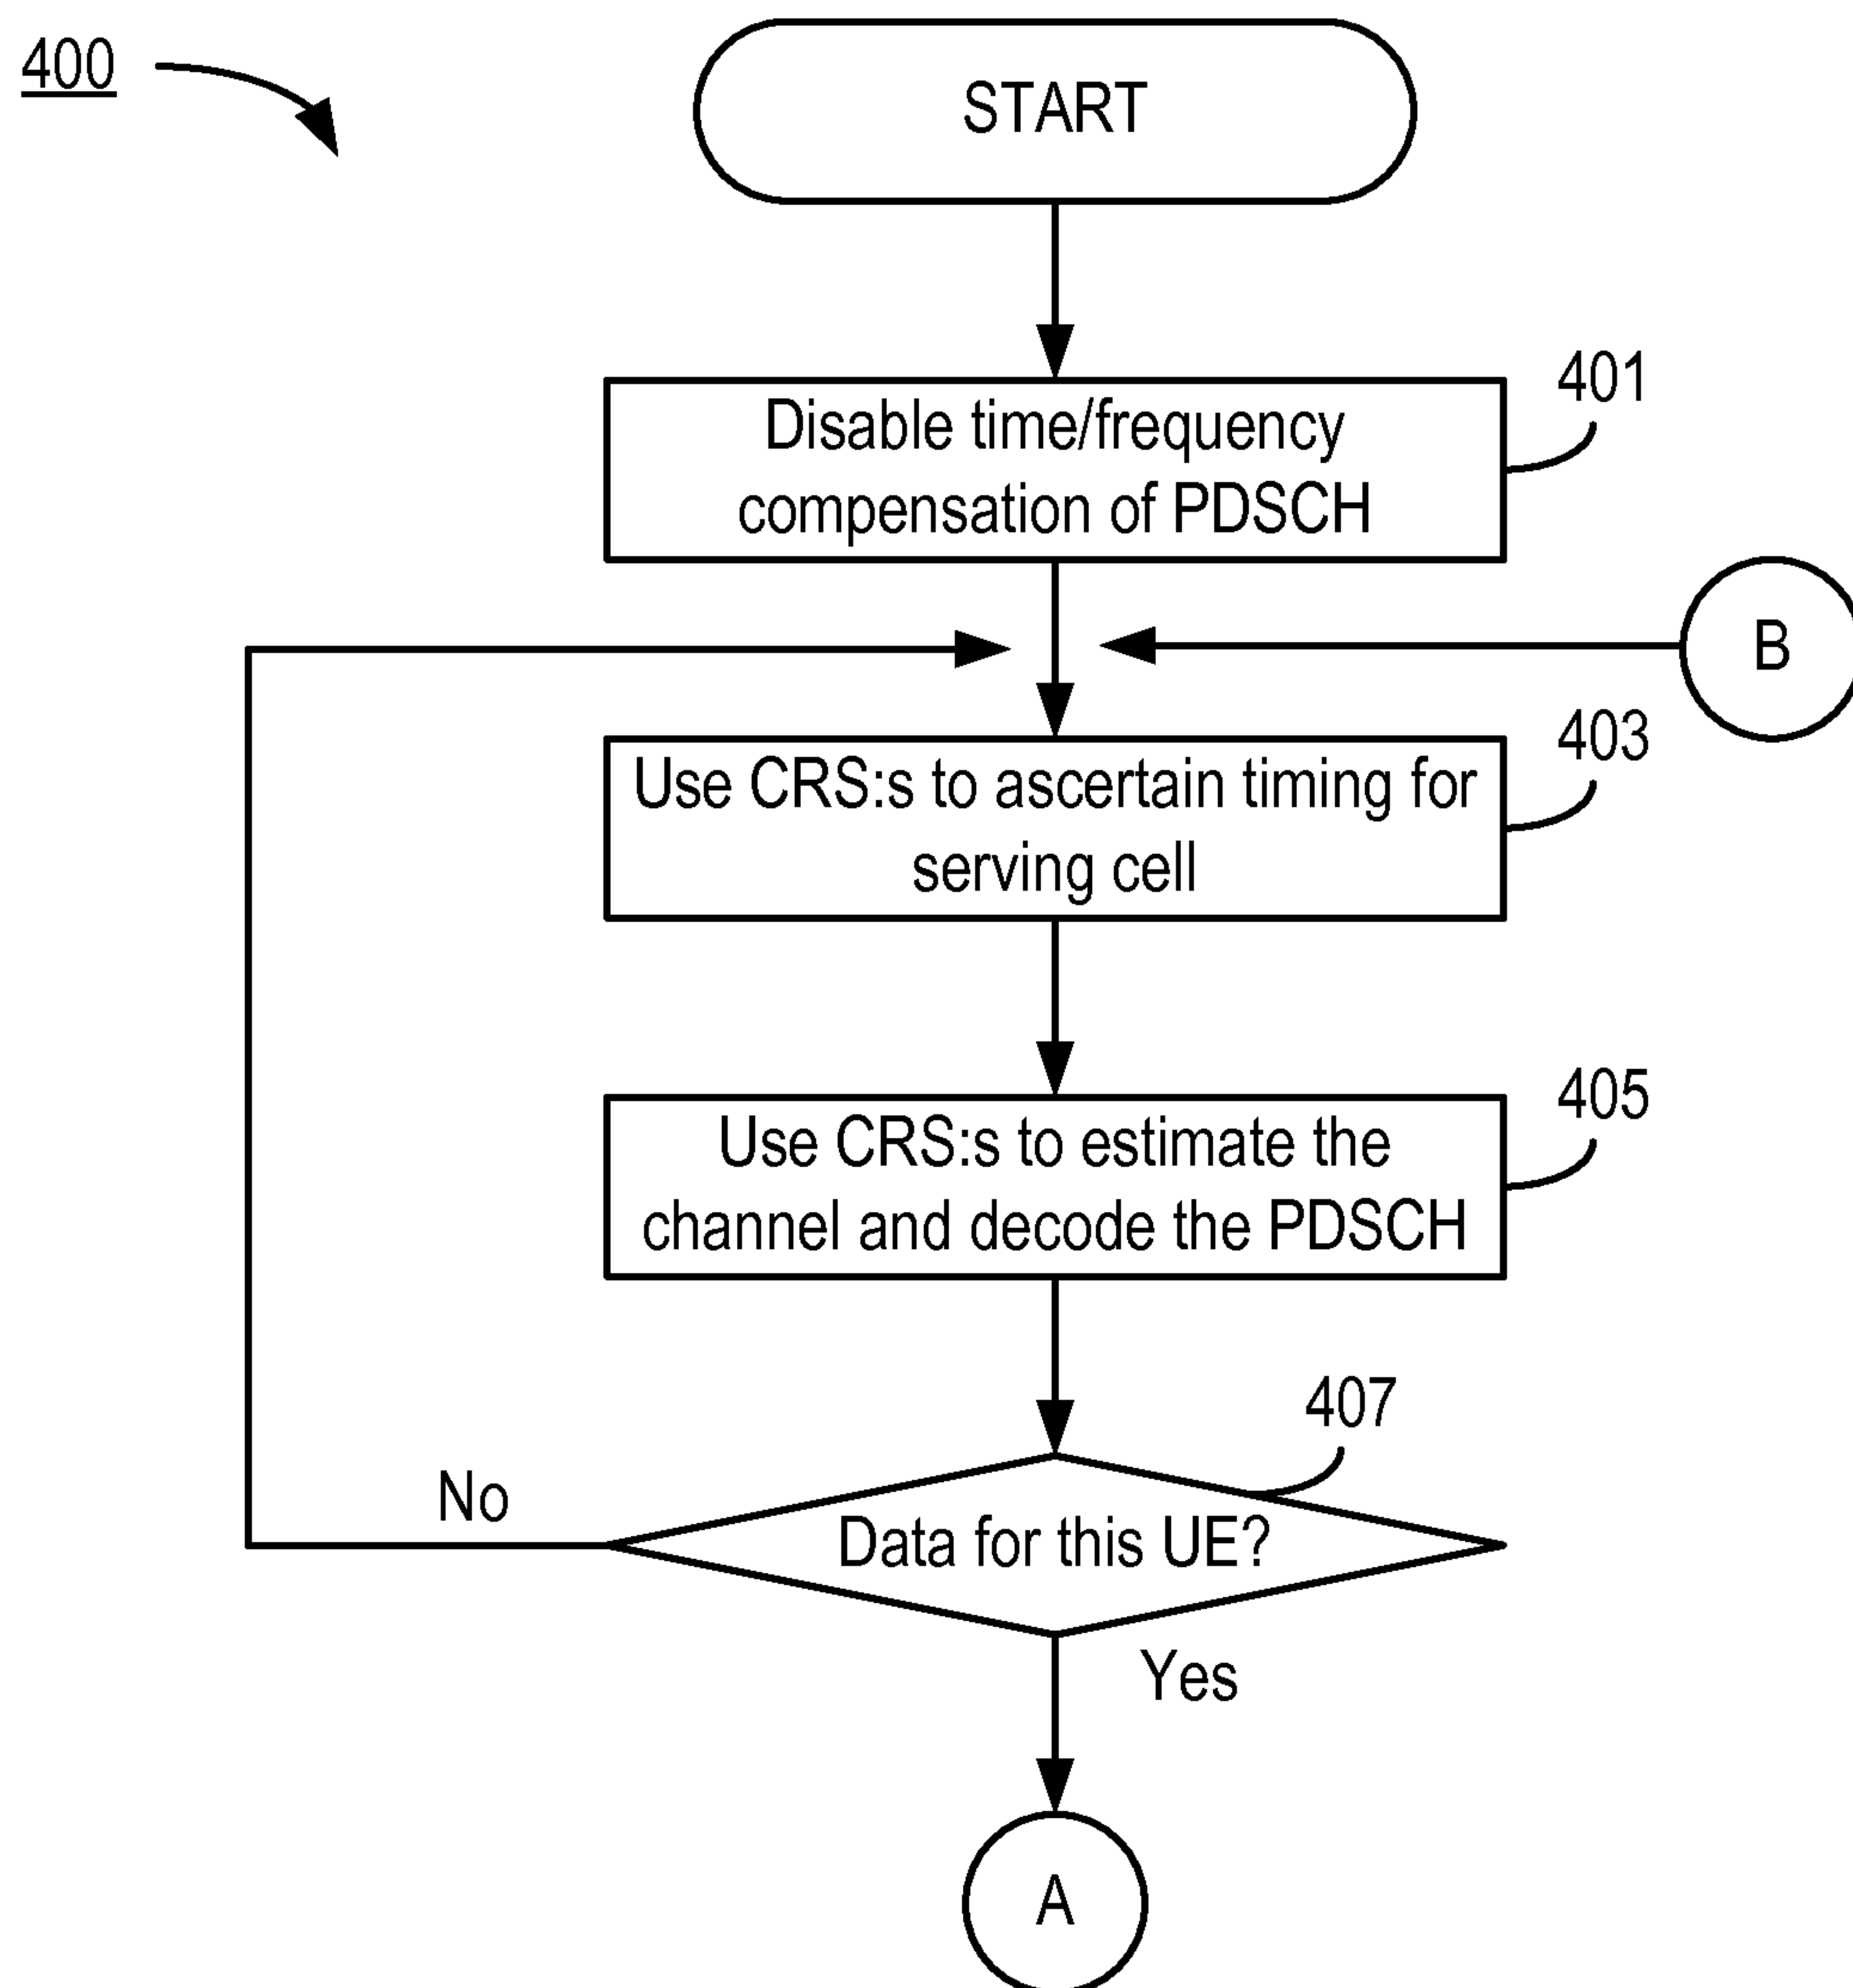 400
START
401
Disable time/frequency
compensation of PDSCH
B
403
Use CRS:s to ascertain timing for
serving cell
405
Use CRS:s to estimate the
channel and decode the PDSCH
407
No
Data for this UE?
Yes
A